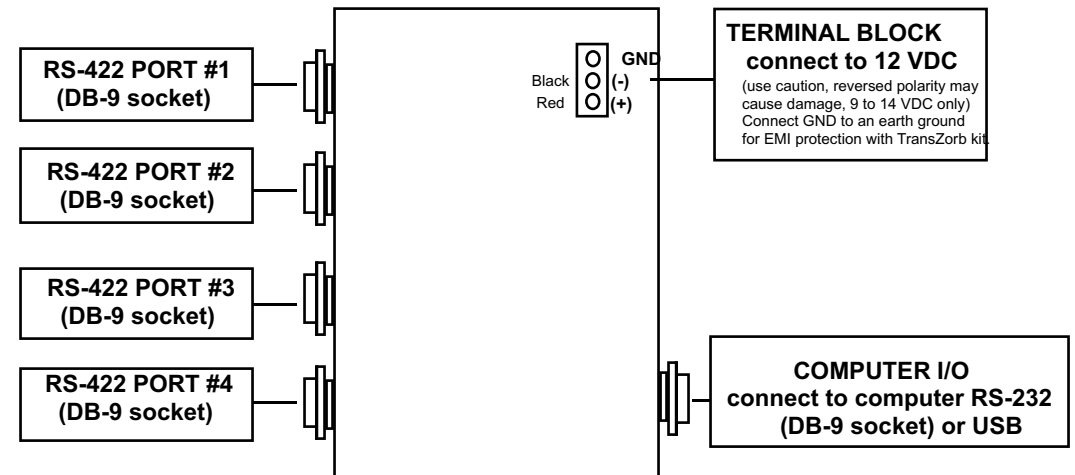 RS-422 PORT #1
(DB-9 socket)
RS-422 PORT #2
(DB-9 socket)
RS-422 PORT #3
(DB-9 socket)
RS-422 PORT #4
(DB-9 socket)
GND
Black (-)
Red (+)
TERMINAL BLOCK
connect to 12 VDC
(use caution, reversed polarity may
cause damage, 9 to 14 VDC only)
Connect GND to an earth ground
for EMI protection with TransZorb kit.
COMPUTER I/O
connect to computer RS-232
(DB-9 socket) or USB